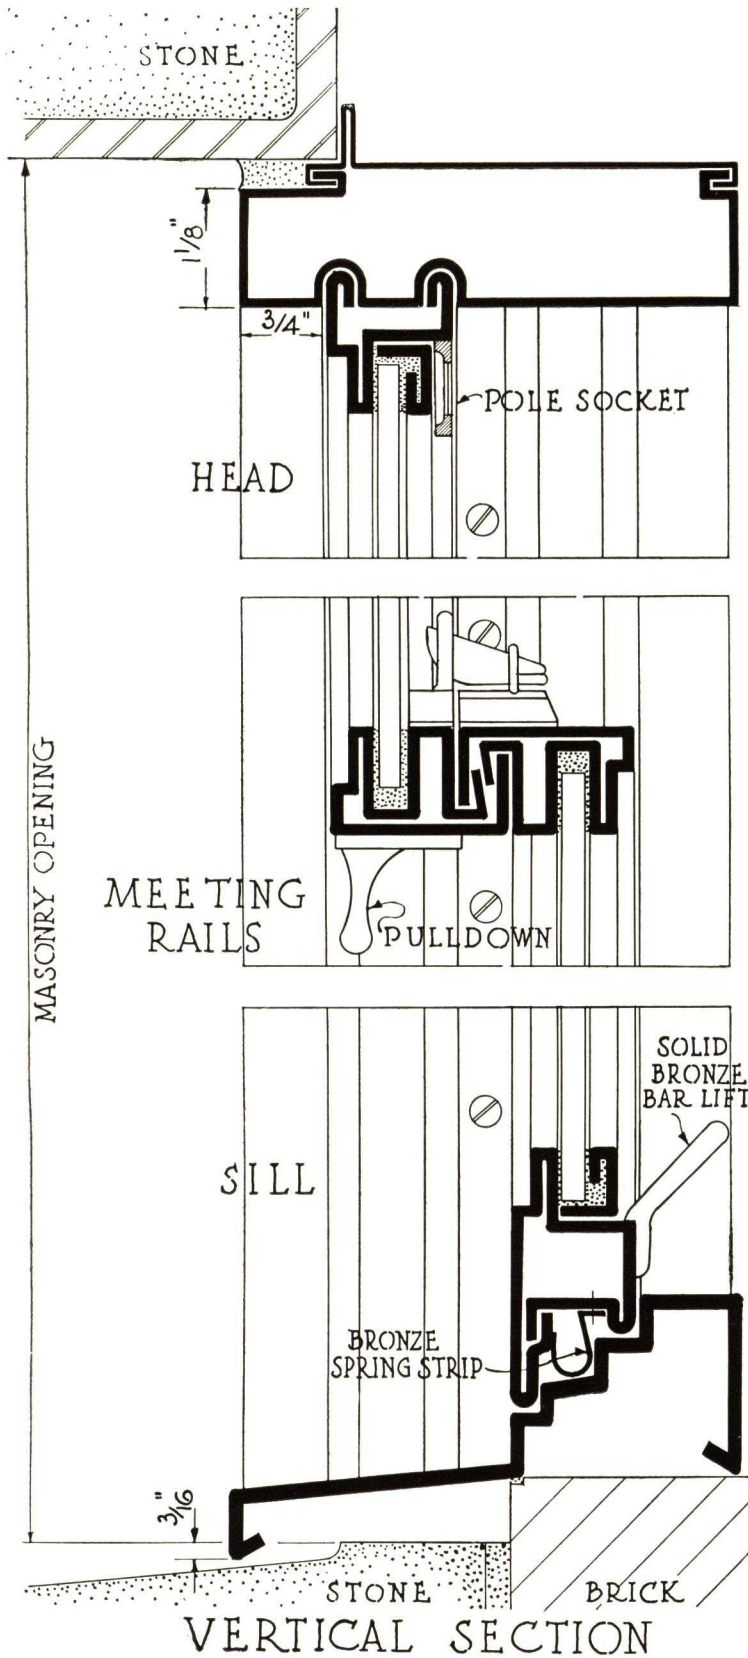 STONE
1 1/8"
3/4"
POLE SOCKET
HEAD
MASONRY OPENING
MEETING
RAILS
PULLDOWN
SOLID
BRONZE
BAR LIFT
SILL
BRONZE
SPRING STRIP
3/16"
STONE
BRICK
VERTICAL SECTION